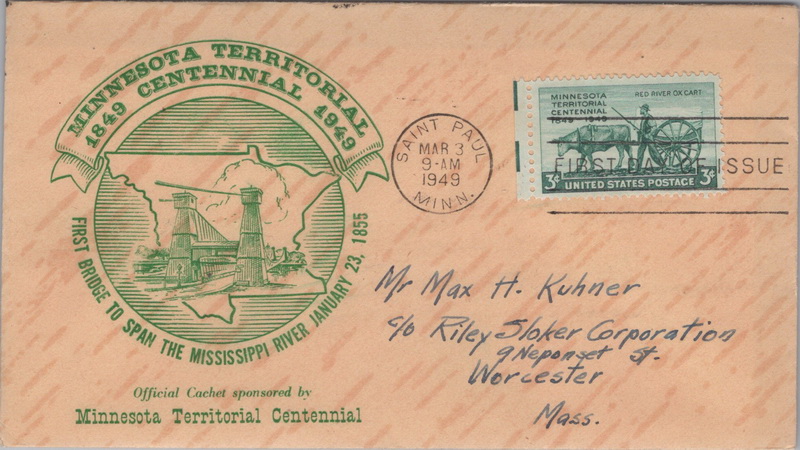 MINNESOTA TERRITORIAL
1849 CENTENNIAL 1949
FIRST BRIDGE TO SPAN THE MISSISSIPPI RIVER JANUARY 23, 1855
Official Cachet sponsored by
Minnesota Territorial Centennial
SAINT PAUL
MAR 3
9-AM
1949
MINN.
MINNESOTA
TERRITORIAL
CENTENNIAL
1849-1949
RED RIVER OX CART
FIRST DAY OF ISSUE
3¢ UNITED STATES POSTAGE 3¢
Mr Max H. Kuhner
c/o Riley Stoker Corporation
9 Neponset St.
Worcester
Mass.